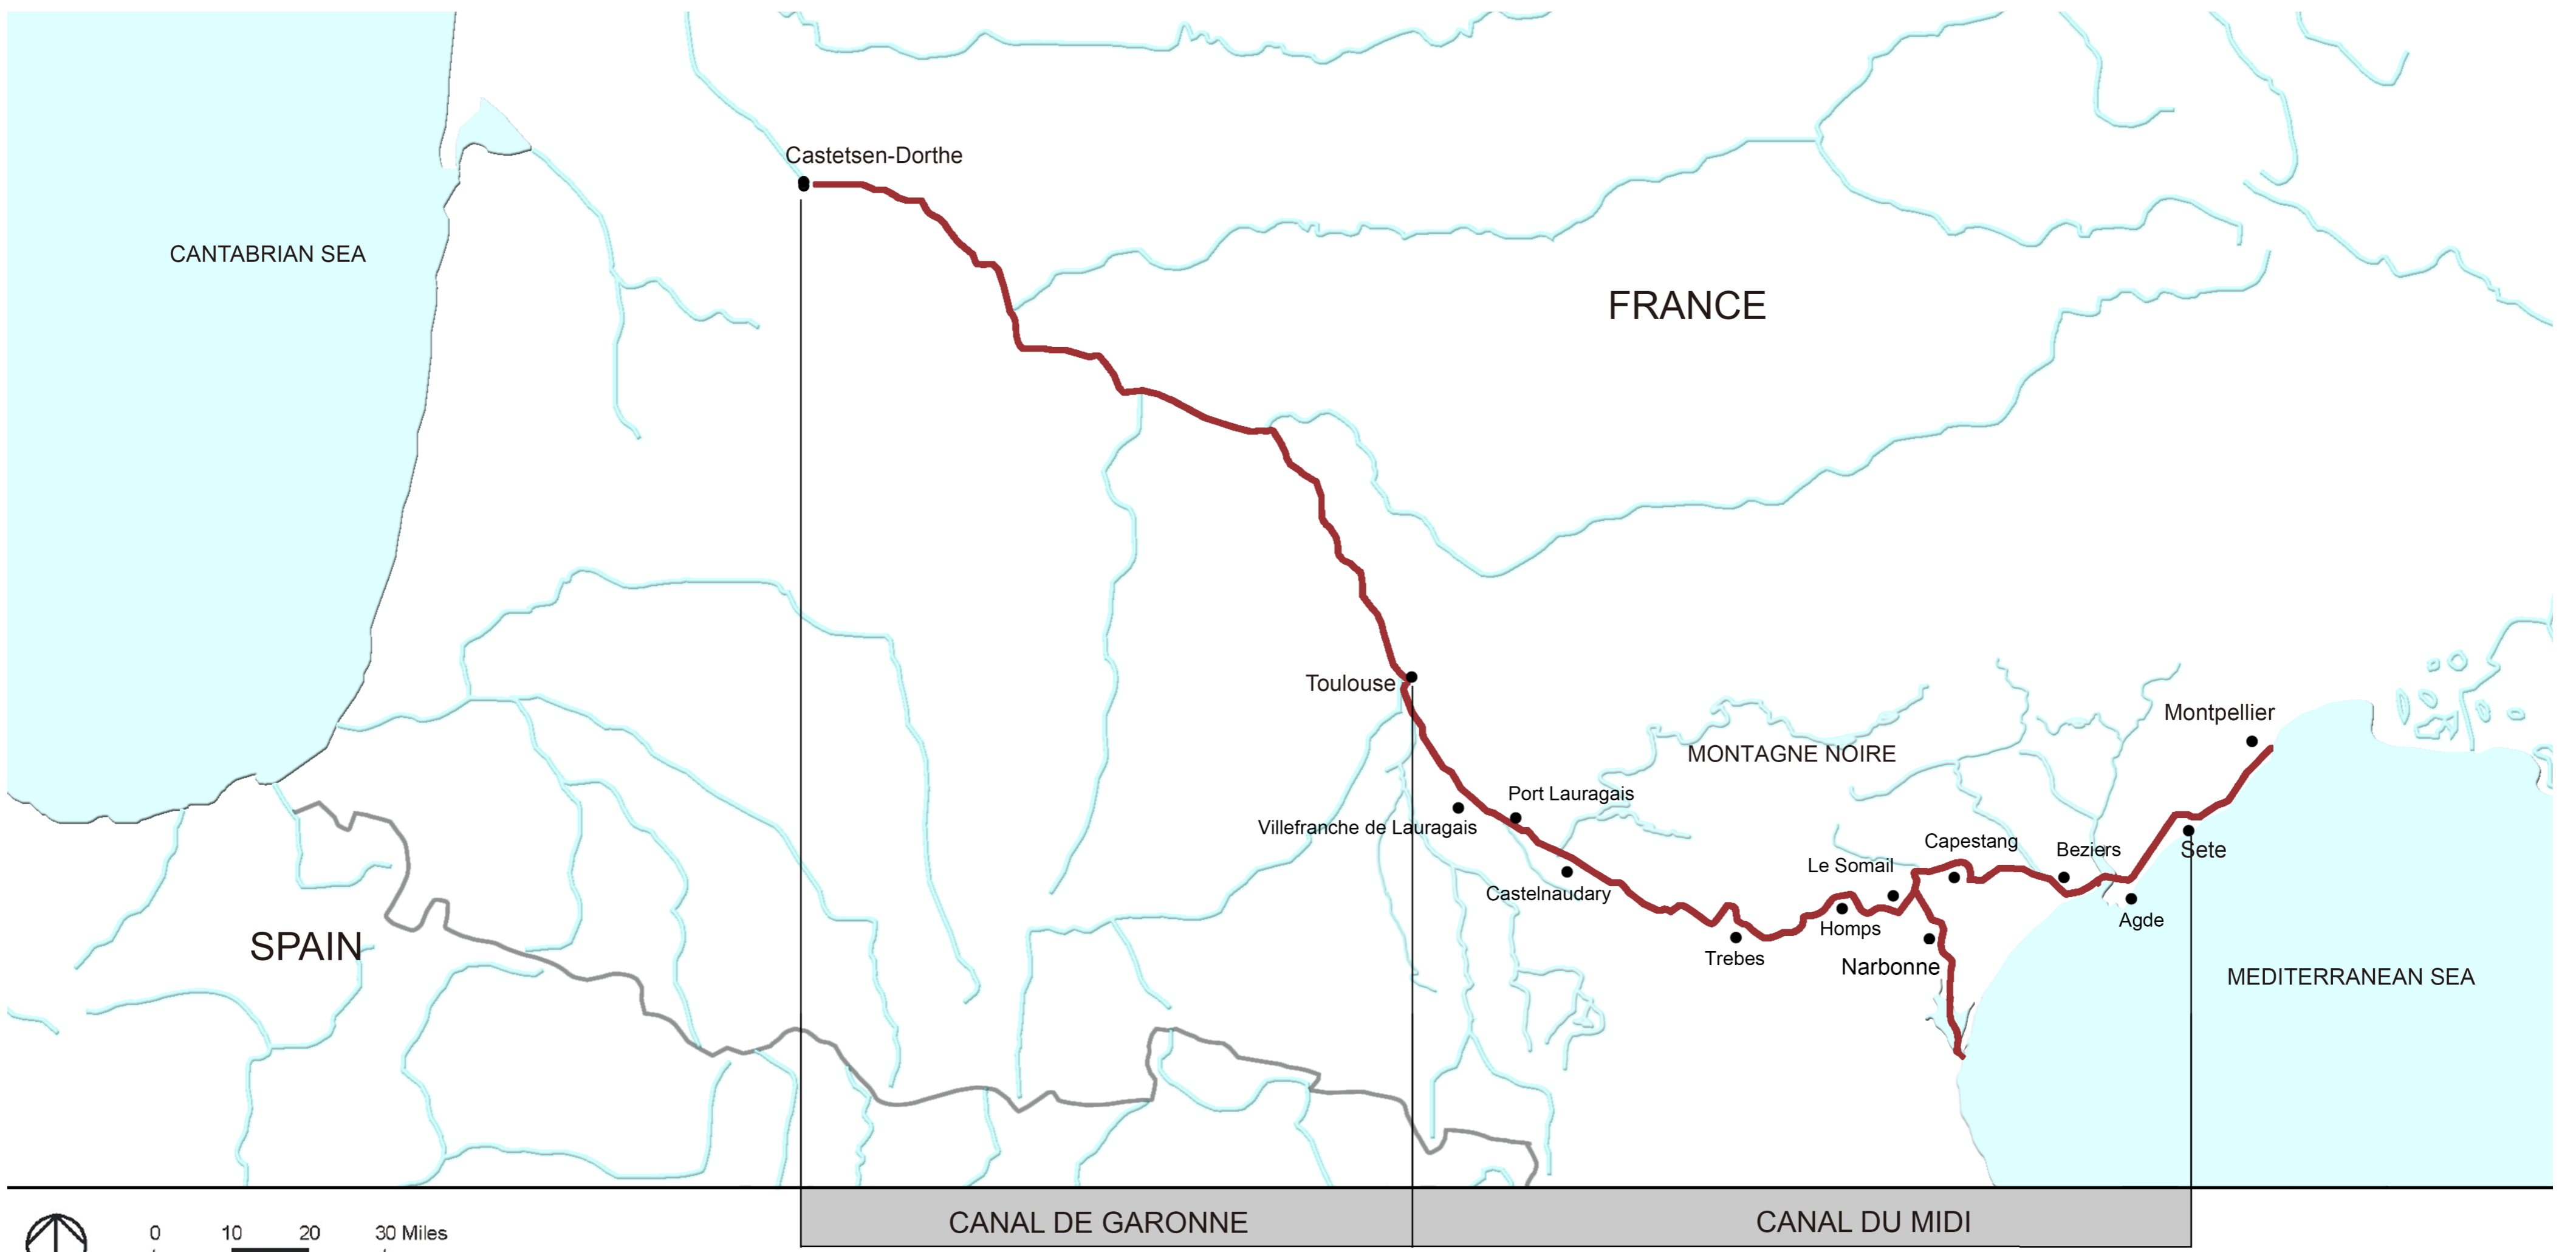 Castetsen-Dorthe
CANTABRIAN SEA
FRANCE
Toulouse
Montpellier
MONTAGNE NOIRE
Port Lauragais
Villefranche de Lauragais
Capestang
Beziers
Sete
Le Somail
Castelnaudary
Agde
Homps
SPAIN
Trebes
Narbonne
MEDITERRANEAN SEA
CANAL DE GARONNE
CANAL DU MIDI
0 10 20 30 Miles